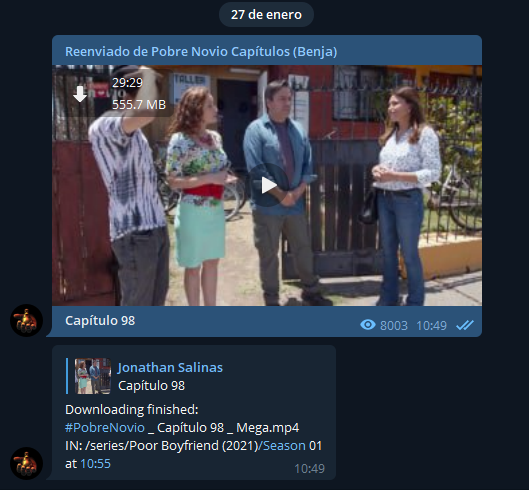 27 de enero
Reenviado de Pobre Novio Capítulos (Benja)
29:29
555.7 MB
TALLER
Capítulo 98
8003 10:49
Jonathan Salinas
Capítulo 98
Downloading finished:
#PobreNovio _ Capítulo 98 _ Mega.mp4
IN: /series/Poor Boyfriend (2021)/Season 01
at 10:55
10:49